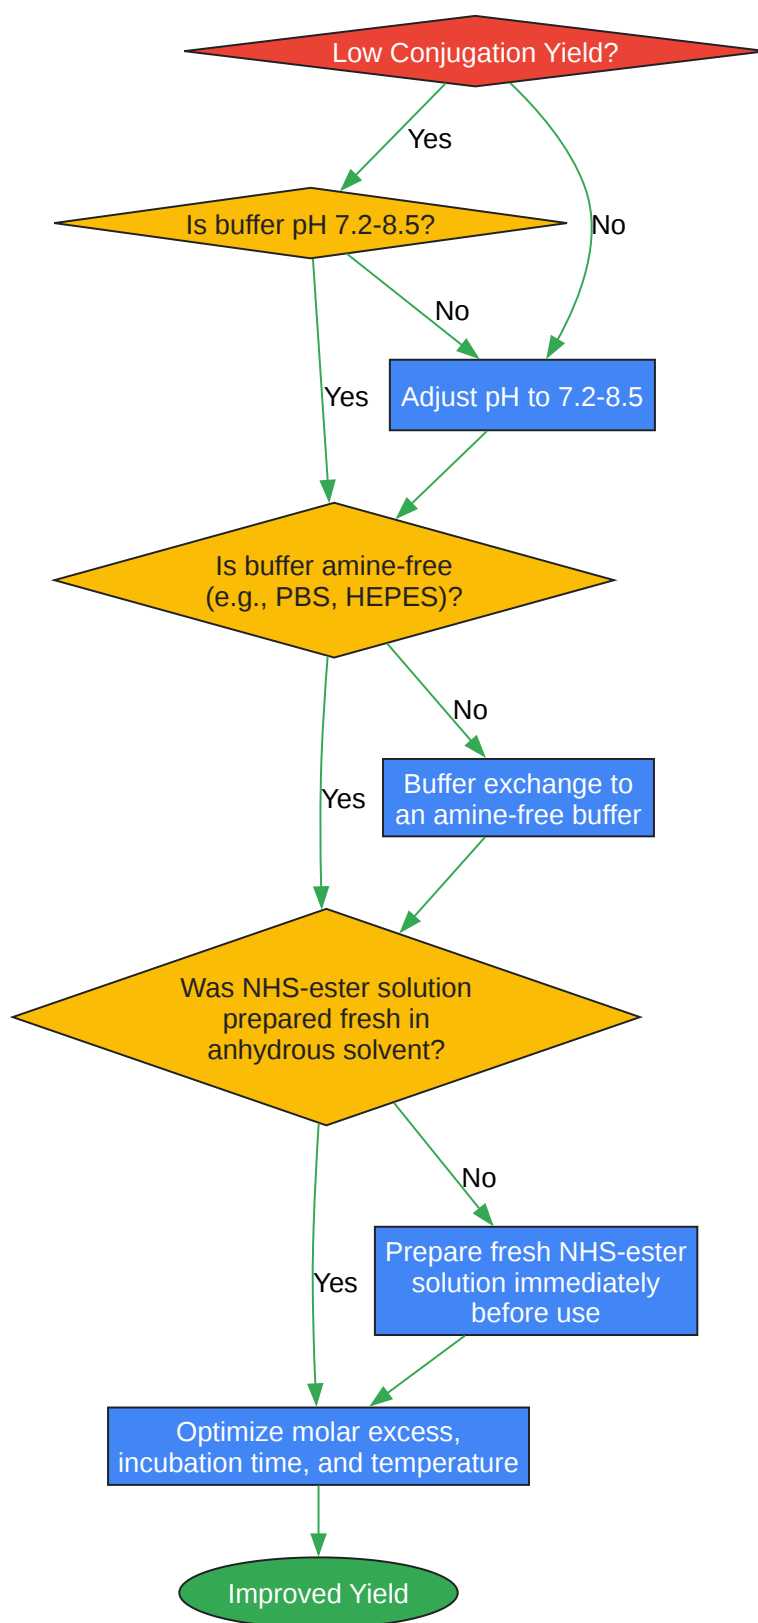 Low Conjugation Yield?
Yes
Is buffer pH 7.2-8.5?
No
No
Adjust pH to 7.2-8.5
Yes
Is buffer amine-free
(e.g., PBS, HEPES)?
No
Buffer exchange to
an amine-free buffer
Yes
Was NHS-ester solution
prepared fresh in
anhydrous solvent?
No
Prepare fresh NHS-ester
solution immediately
before use
Yes
Optimize molar excess,
incubation time, and temperature
Improved Yield